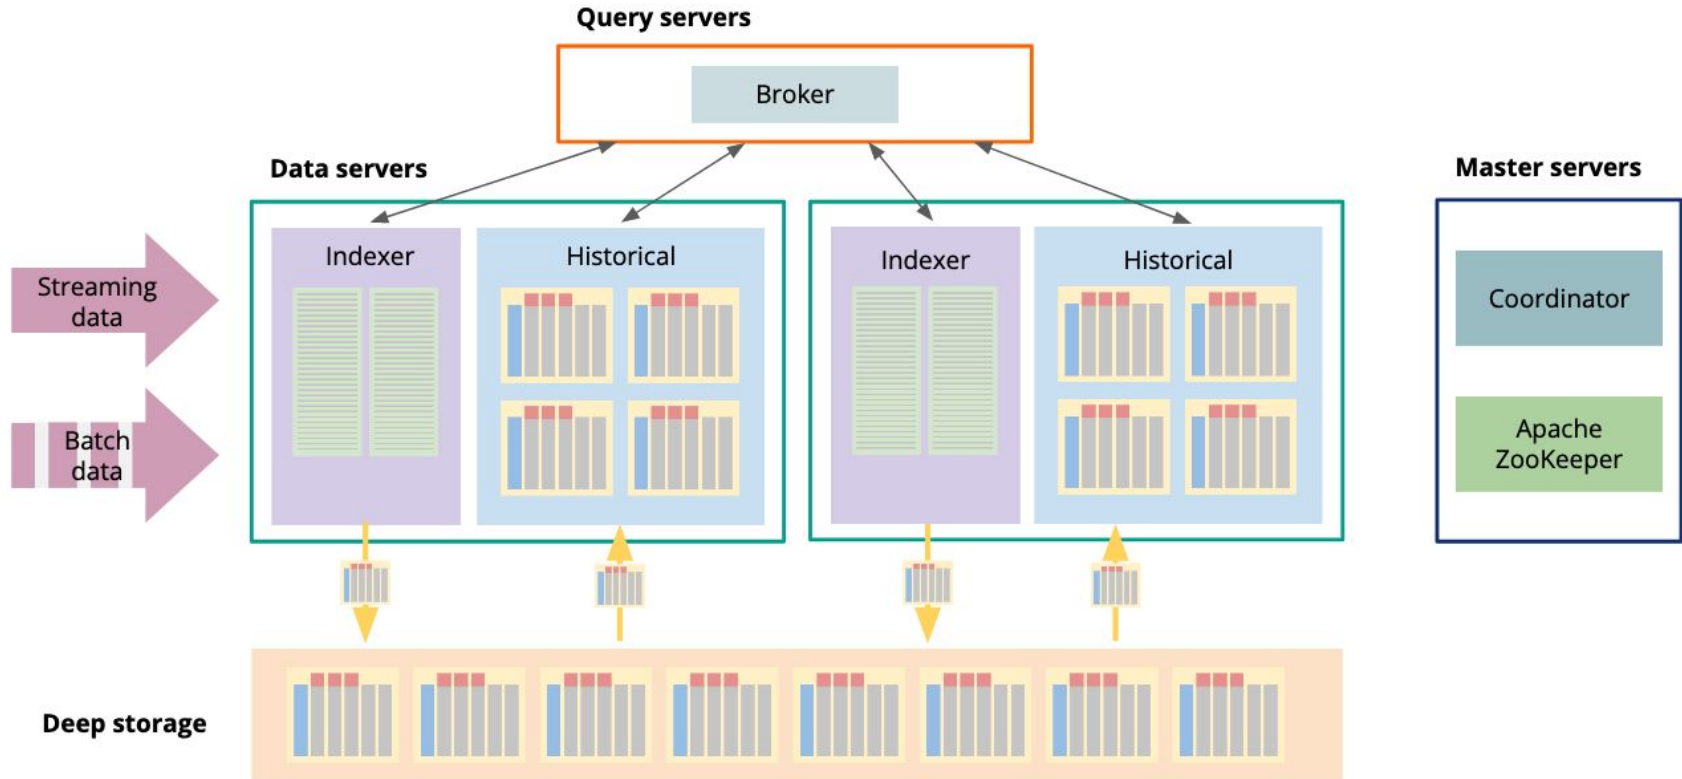 Query servers
Broker
Data servers
Master servers
Indexer
Historical
Indexer
Historical
Streaming
data
Coordinator
Batch
data
Apache
ZooKeeper
Deep storage